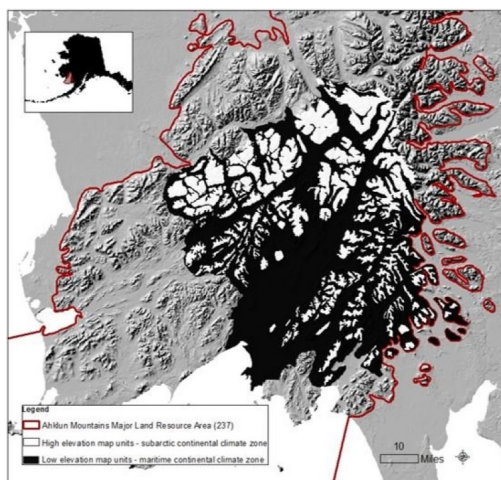 Legend
Ahklun Mountains Major Land Resource Area (237)
High elevation map units - subarctic continental climate zone
Low elevation map units - maritime continental climate zone
10
Miles